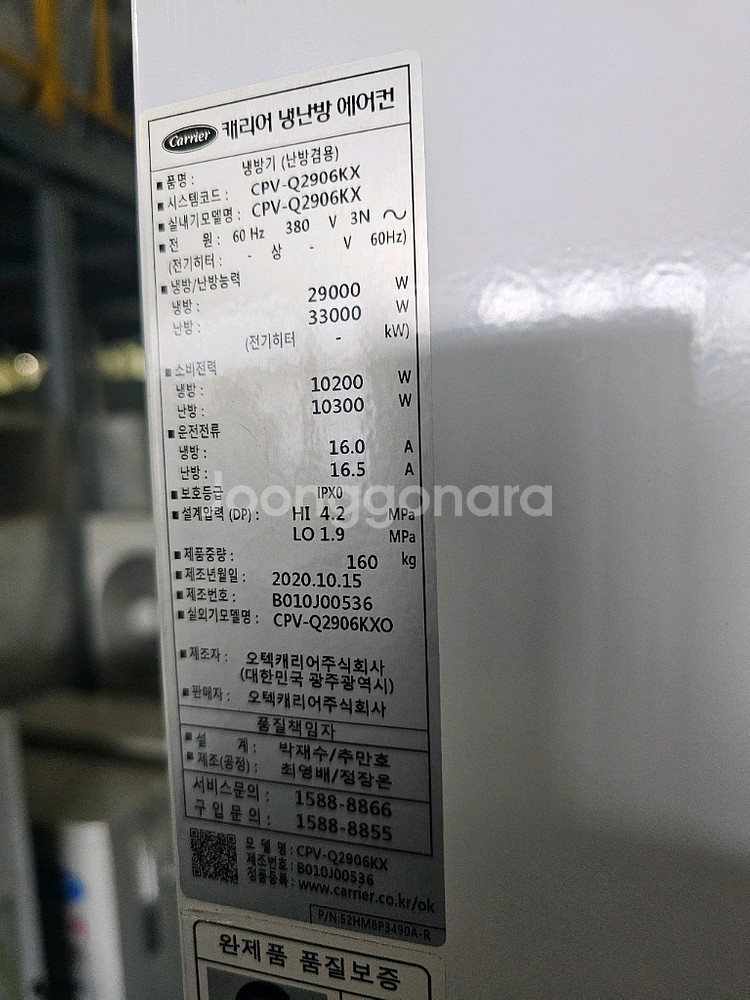 Carrier 캐리어 냉난방 에어컨
■ 품명 : 냉방기 (난방겸용)
■ 시스템코드 : CPV-Q2906KX
■ 실내기모델명 : CPV-Q2906KX
■ 전 원 : 60 Hz 380 V 3N ~
(전기히터 : - 상 - V 60Hz)
■ 냉방/난방능력
냉방 : 29000 W
난방 : 33000 W
(전기히터 - kW)
■ 소비전력
냉방 : 10200 W
난방 : 10300 W
■ 운전전류
냉방 : 16.0 A
난방 : 16.5 A
■ 보호등급 IPX0
joonggonara
■ 설계압력 (DP) : HI 4.2 MPa
LO 1.9 MPa
■ 제품중량 : 160 kg
■ 제조년월일 : 2020.10.15
■ 제조번호 : B010J00536
■ 실외기모델명 : CPV-Q2906KXO
■ 제조자 : 오텍캐리어주식회사
(대한민국 광주광역시)
■ 판매자 : 오텍캐리어주식회사
품질책임자
■ 설 계 : 박재수/추만호
■ 제조(공정) : 최영배/정장온
서비스문의 : 1588-8866
구입문의 : 1588-8855
모델명 : CPV-Q2906KX
제조번호 : B010J00536
정품등록 : www.carrier.co.kr/ok
P/N:52HM8P3490A-R
완제품 품질보증